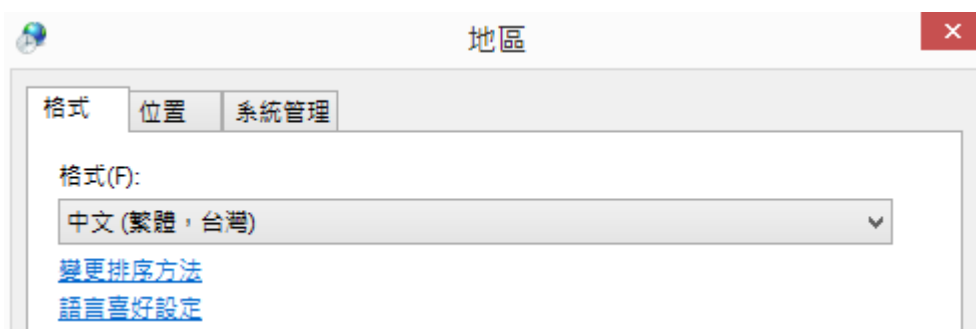 地區
格式 位置 系統管理
格式(F):
中文 (繁體，台灣)
變更排序方法
語言喜好設定